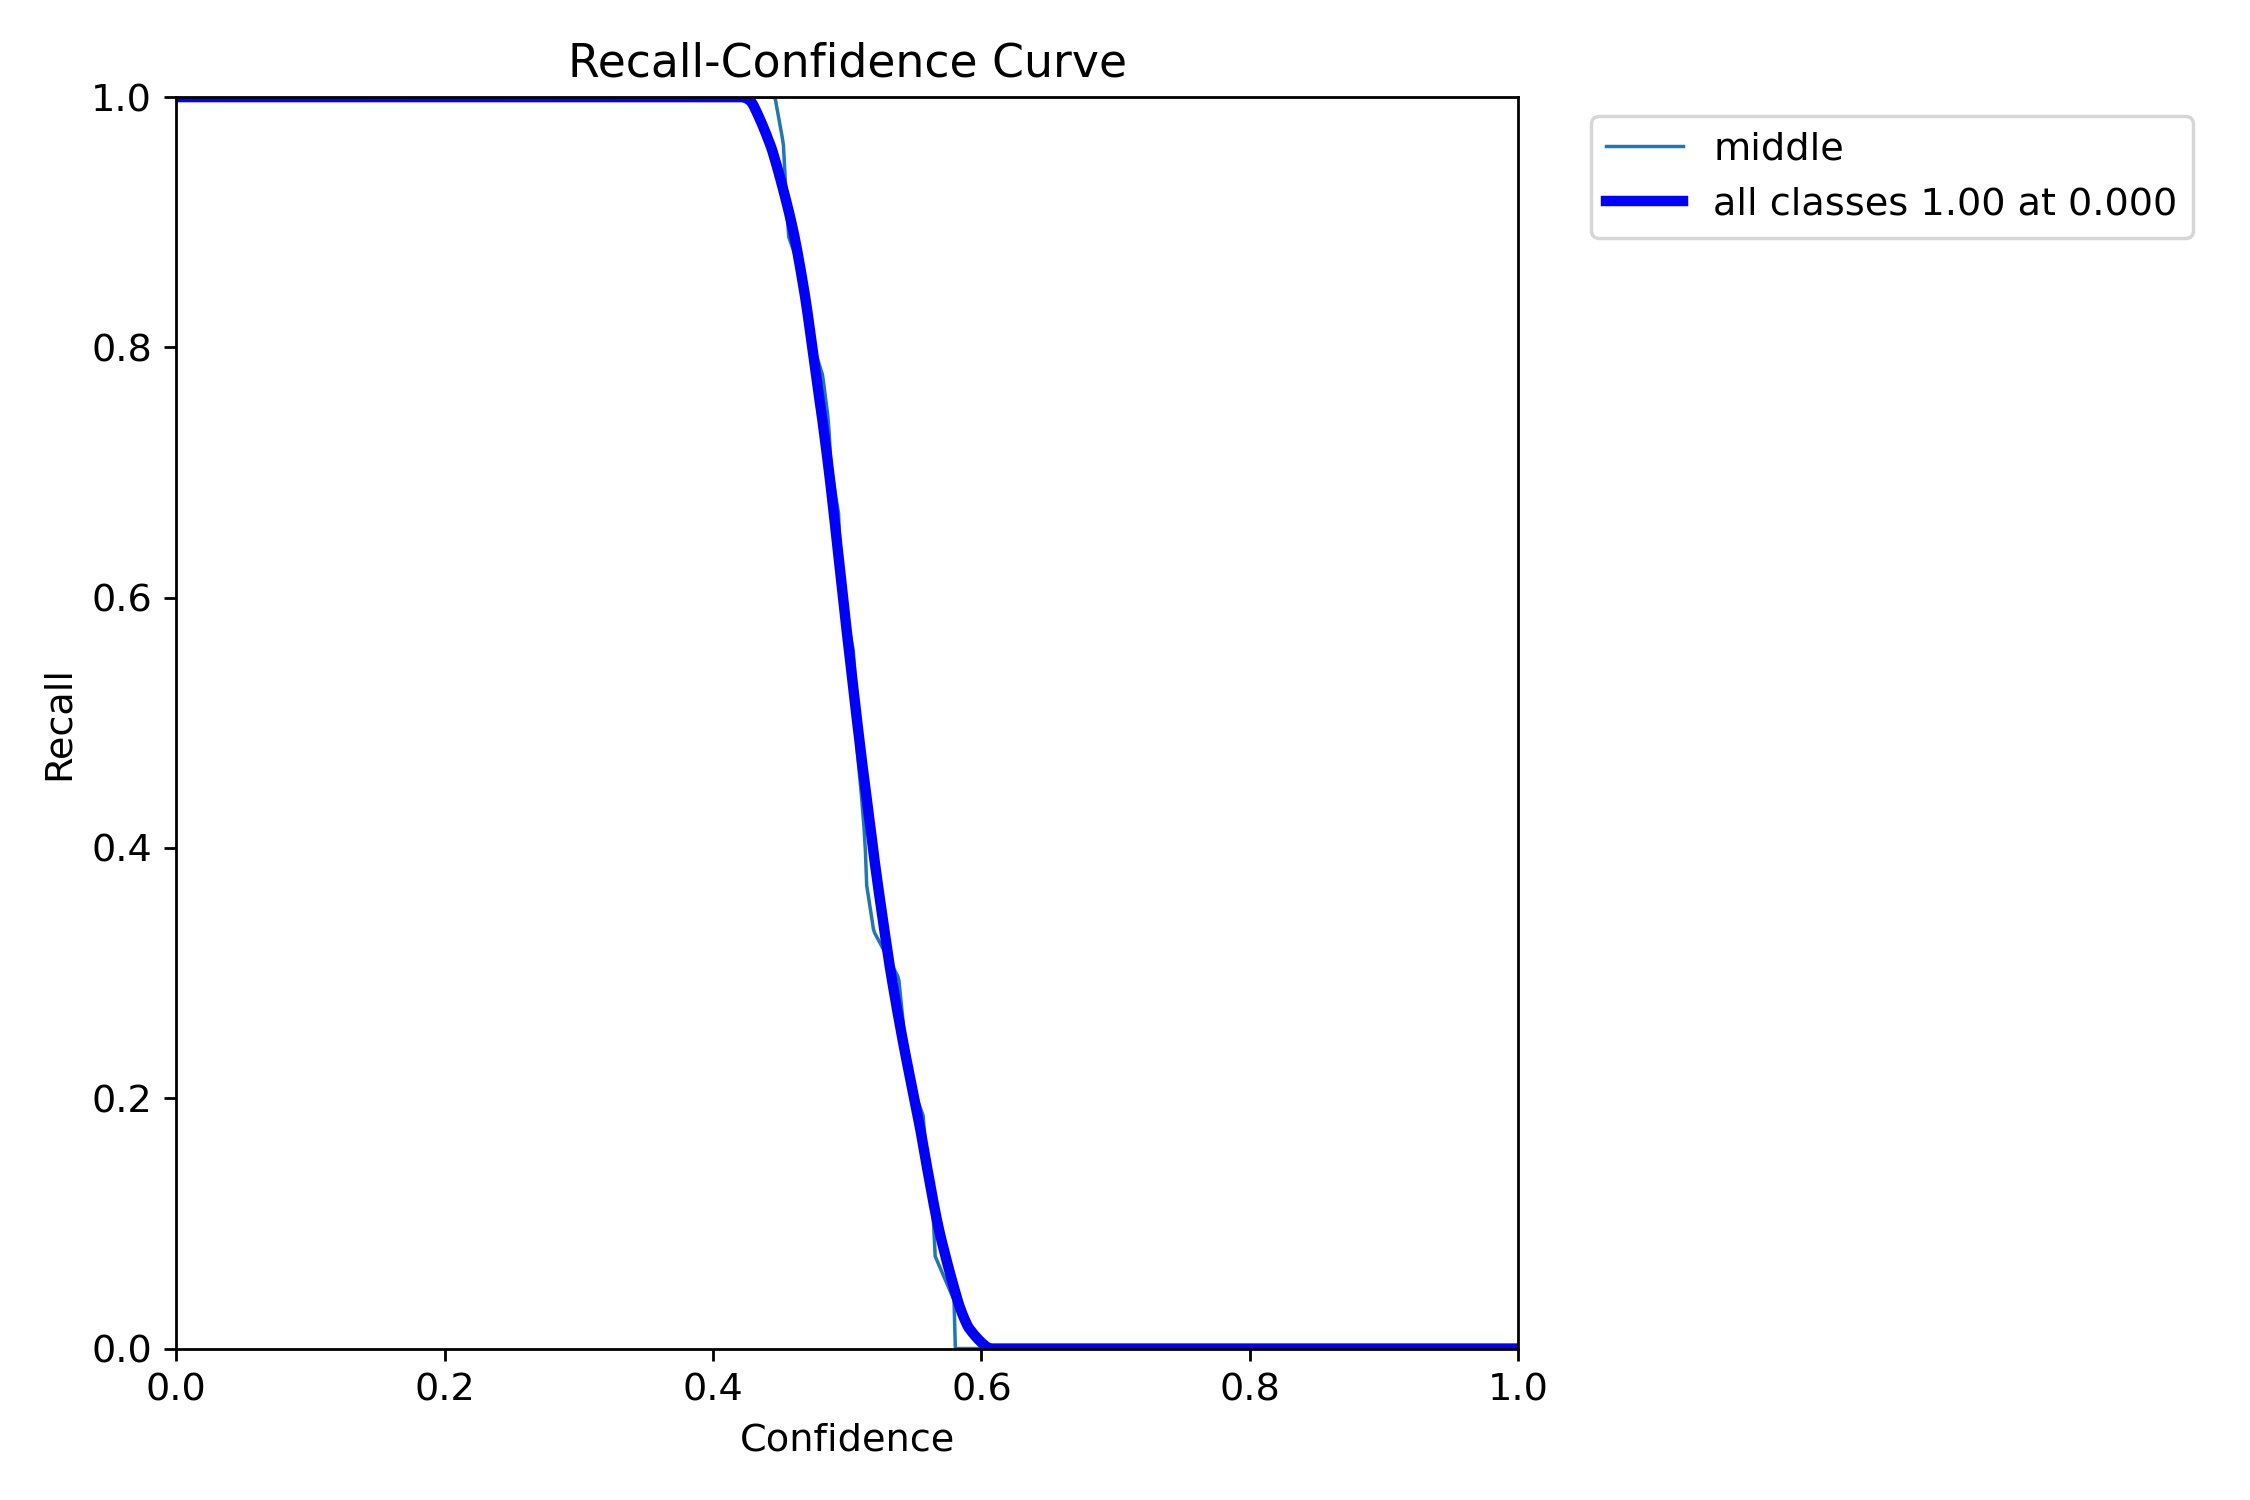 Recall-Confidence Curve
1.0
0.8
0.6
0.4
0.2
0.0
Recall
0.0 0.2 0.4 0.6 0.8 1.0
Confidence
middle
all classes 1.00 at 0.000